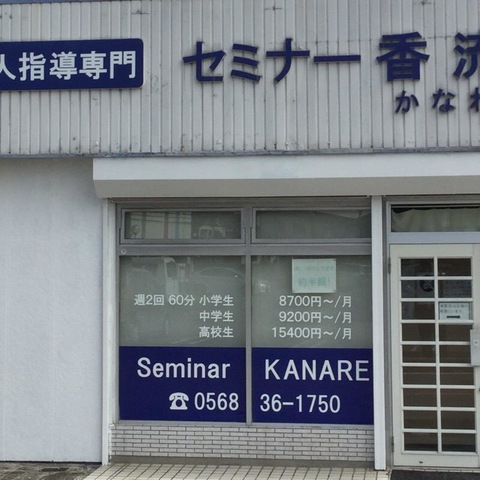 人指導専門
セミナー香流
かなれ
週2回 60分 小学生 8700円～/月
中学生 9200円～/月
高校生 15400円～/月
Seminar KANARE
☎0568 36-1750